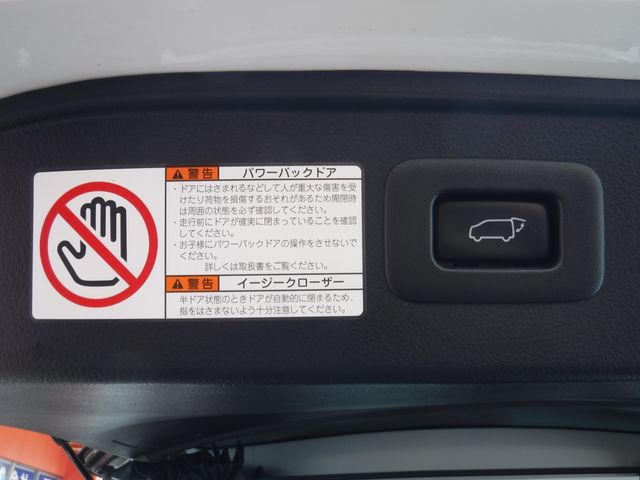 警告 パワーバックドア
・ドアにはさまれるなどして人が重大な傷害を受
けたり荷物を損傷するおそれがあるため開閉時
は周囲の状態を必ず確認してください。
・走行前にドアが確実に閉まっていることを確認
してください。
・お子様にパワーバックドアの操作をさせないで
ください。
詳しくは取扱書をご覧ください。
警告 イージークローザー
半ドア状態のときドアが自動的に閉まるため、
指をはさまないよう十分注意してください。